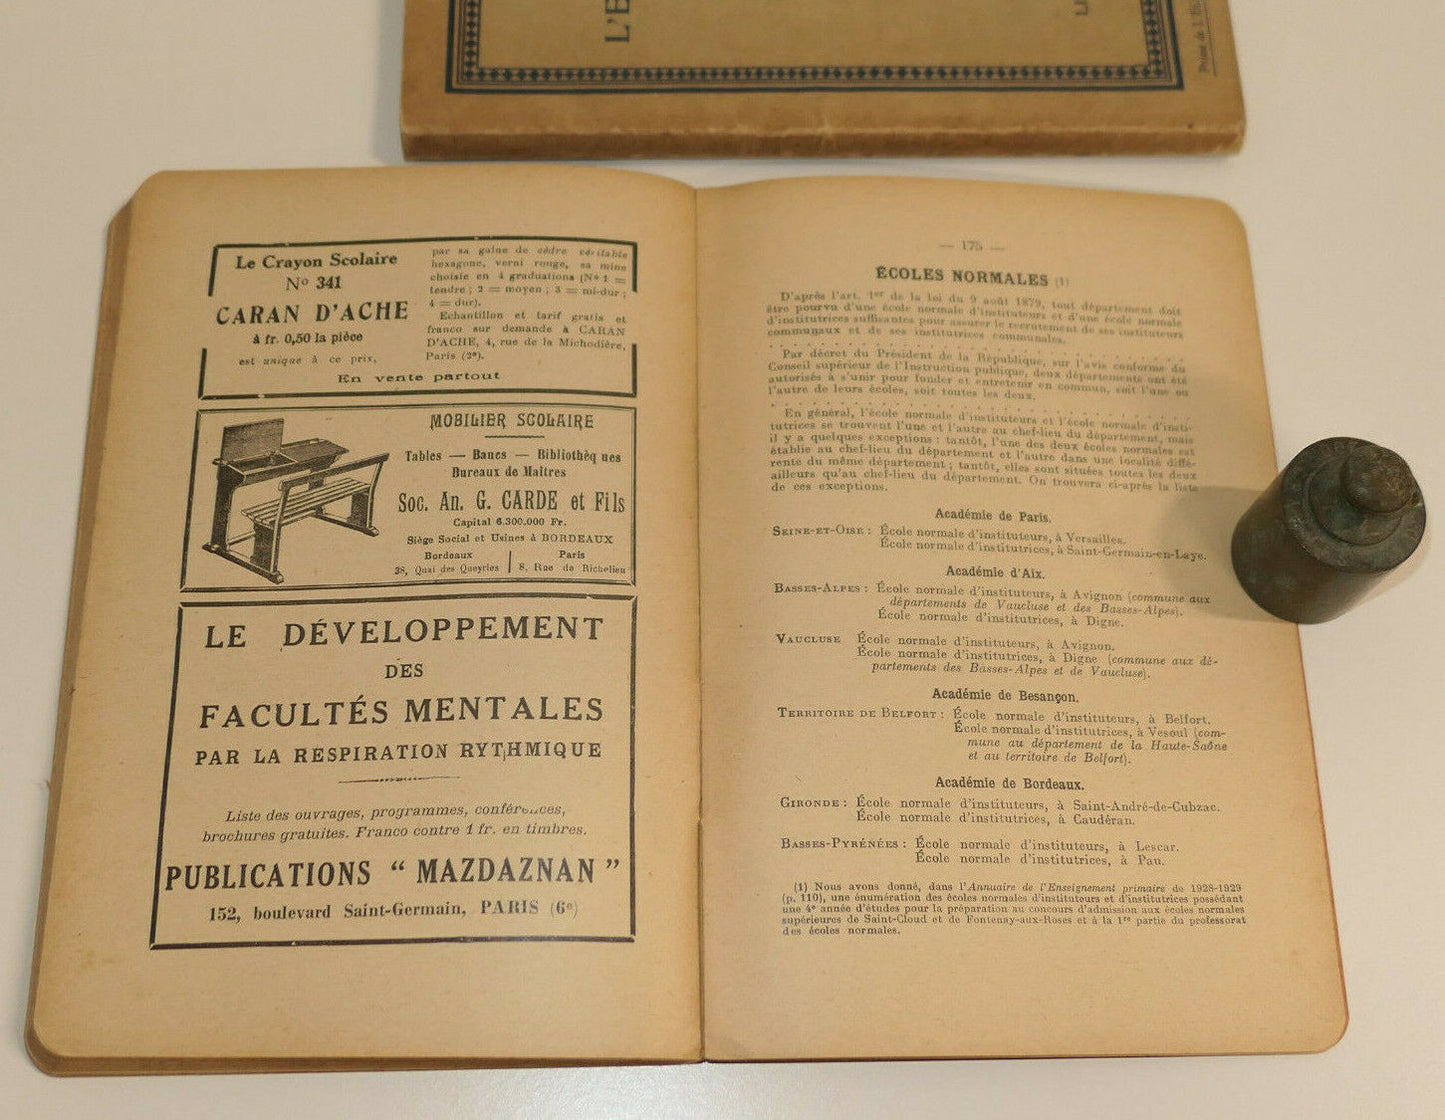 L'E
Prime de J. B
Le Crayon Scolaire
No 341
CARAN D'ACHE
à fr. 0,50 la pièce
est unique à ce prix,
par sa gaîne de cèdre véritable
hexagone, verni rouge, sa mine
choisie en 4 graduations (No 1 =
tendre ; 2 = moyen ; 3 = mi-dur ;
4 = dur).
Echantillon et tarif gratis et
franco sur demande à CARAN
D'ACHE, 4, rue de la Michodière,
Paris (2e).
En vente partout
MOBILIER SCOLAIRE
Tables — Bancs — Bibliothèques
Bureaux de Maîtres
Soc. An. G. CARDE et Fils
Capital 6.300.000 Fr.
Siège Social et Usines à BORDEAUX
Bordeaux
38, Quai des Queyries
Paris
8, Rue de Richelieu
LE DÉVELOPPEMENT
DES
FACULTÉS MENTALES
PAR LA RESPIRATION RYTHMIQUE
Liste des ouvrages, programmes, conférences,
brochures gratuites. Franco contre 1 fr. en timbres.
PUBLICATIONS “ MAZDAZNAN ”
152, boulevard Saint-Germain, PARIS (6e)
— 175 —
ÉCOLES NORMALES (1)
D'après l'art. 1er de la loi du 9 août 1879, tout département doit
être pourvu d'une école normale d'instituteurs et d'une école normale
d'institutrices suffisantes pour assurer le recrutement de ses instituteurs
communaux et de ses institutrices communales.
Par décret du Président de la République, sur l'avis conforme du
Conseil supérieur de l'Instruction publique, deux départements ont été
autorisés à s'unir pour fonder et entretenir en commun, soit l'une ou
l'autre de leurs écoles, soit toutes les deux.
En général, l'école normale d'instituteurs et l'école normale d'insti-
tutrices se trouvent l'une et l'autre au chef-lieu du département, mais
il y a quelques exceptions : tantôt, l'une des deux écoles normales est
établie au chef-lieu du département et l'autre dans une localité diffé-
rente du même département ; tantôt, elles sont situées toutes les deux
ailleurs qu'au chef-lieu du département. On trouvera ci-après la liste
de ces exceptions.
Académie de Paris.
SEINE-ET-OISE : École normale d'instituteurs, à Versailles.
École normale d'institutrices, à Saint-Germain-en-Laye.
Académie d'Aix.
BASSES-ALPES : École normale d'instituteurs, à Avignon (commune aux
départements de Vaucluse et des Basses-Alpes).
École normale d'institutrices, à Digne.
VAUCLUSE École normale d'instituteurs, à Avignon.
École normale d'institutrices, à Digne (commune aux dé-
partements des Basses-Alpes et de Vaucluse).
Académie de Besançon.
TERRITOIRE DE BELFORT : École normale d'instituteurs, à Belfort.
École normale d'institutrices, à Vesoul (com-
mune au département de la Haute-Saône
et au territoire de Belfort).
Académie de Bordeaux.
GIRONDE : École normale d'instituteurs, à Saint-André-de-Cubzac.
École normale d'institutrices, à Caudéran.
BASSES-PYRÉNÉES : École normale d'instituteurs, à Lescar.
École normale d'institutrices, à Pau.
(1) Nous avons donné, dans l'Annuaire de l'Enseignement primaire de 1928-1929
(p. 110), une énumération des écoles normales d'instituteurs et d'institutrices possédant
une 4e année d'études pour la préparation au concours d'admission aux écoles normales
supérieures de Saint-Cloud et de Fontenay-aux-Roses et à la 1re partie du professorat
des écoles normales.